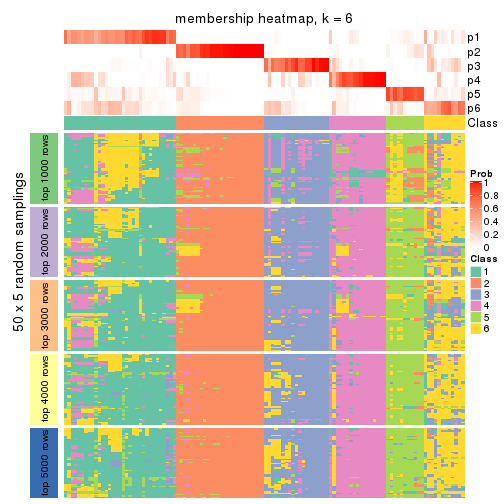 membership heatmap, k = 6
p1
p2
p3
p4
p5
p6
Class
50 x 5 random samplings
top 1000 rows
top 2000 rows
top 3000 rows
top 4000 rows
top 5000 rows
Prob
1
0.8
0.6
0.4
0.2
0
Class
1
2
3
4
5
6